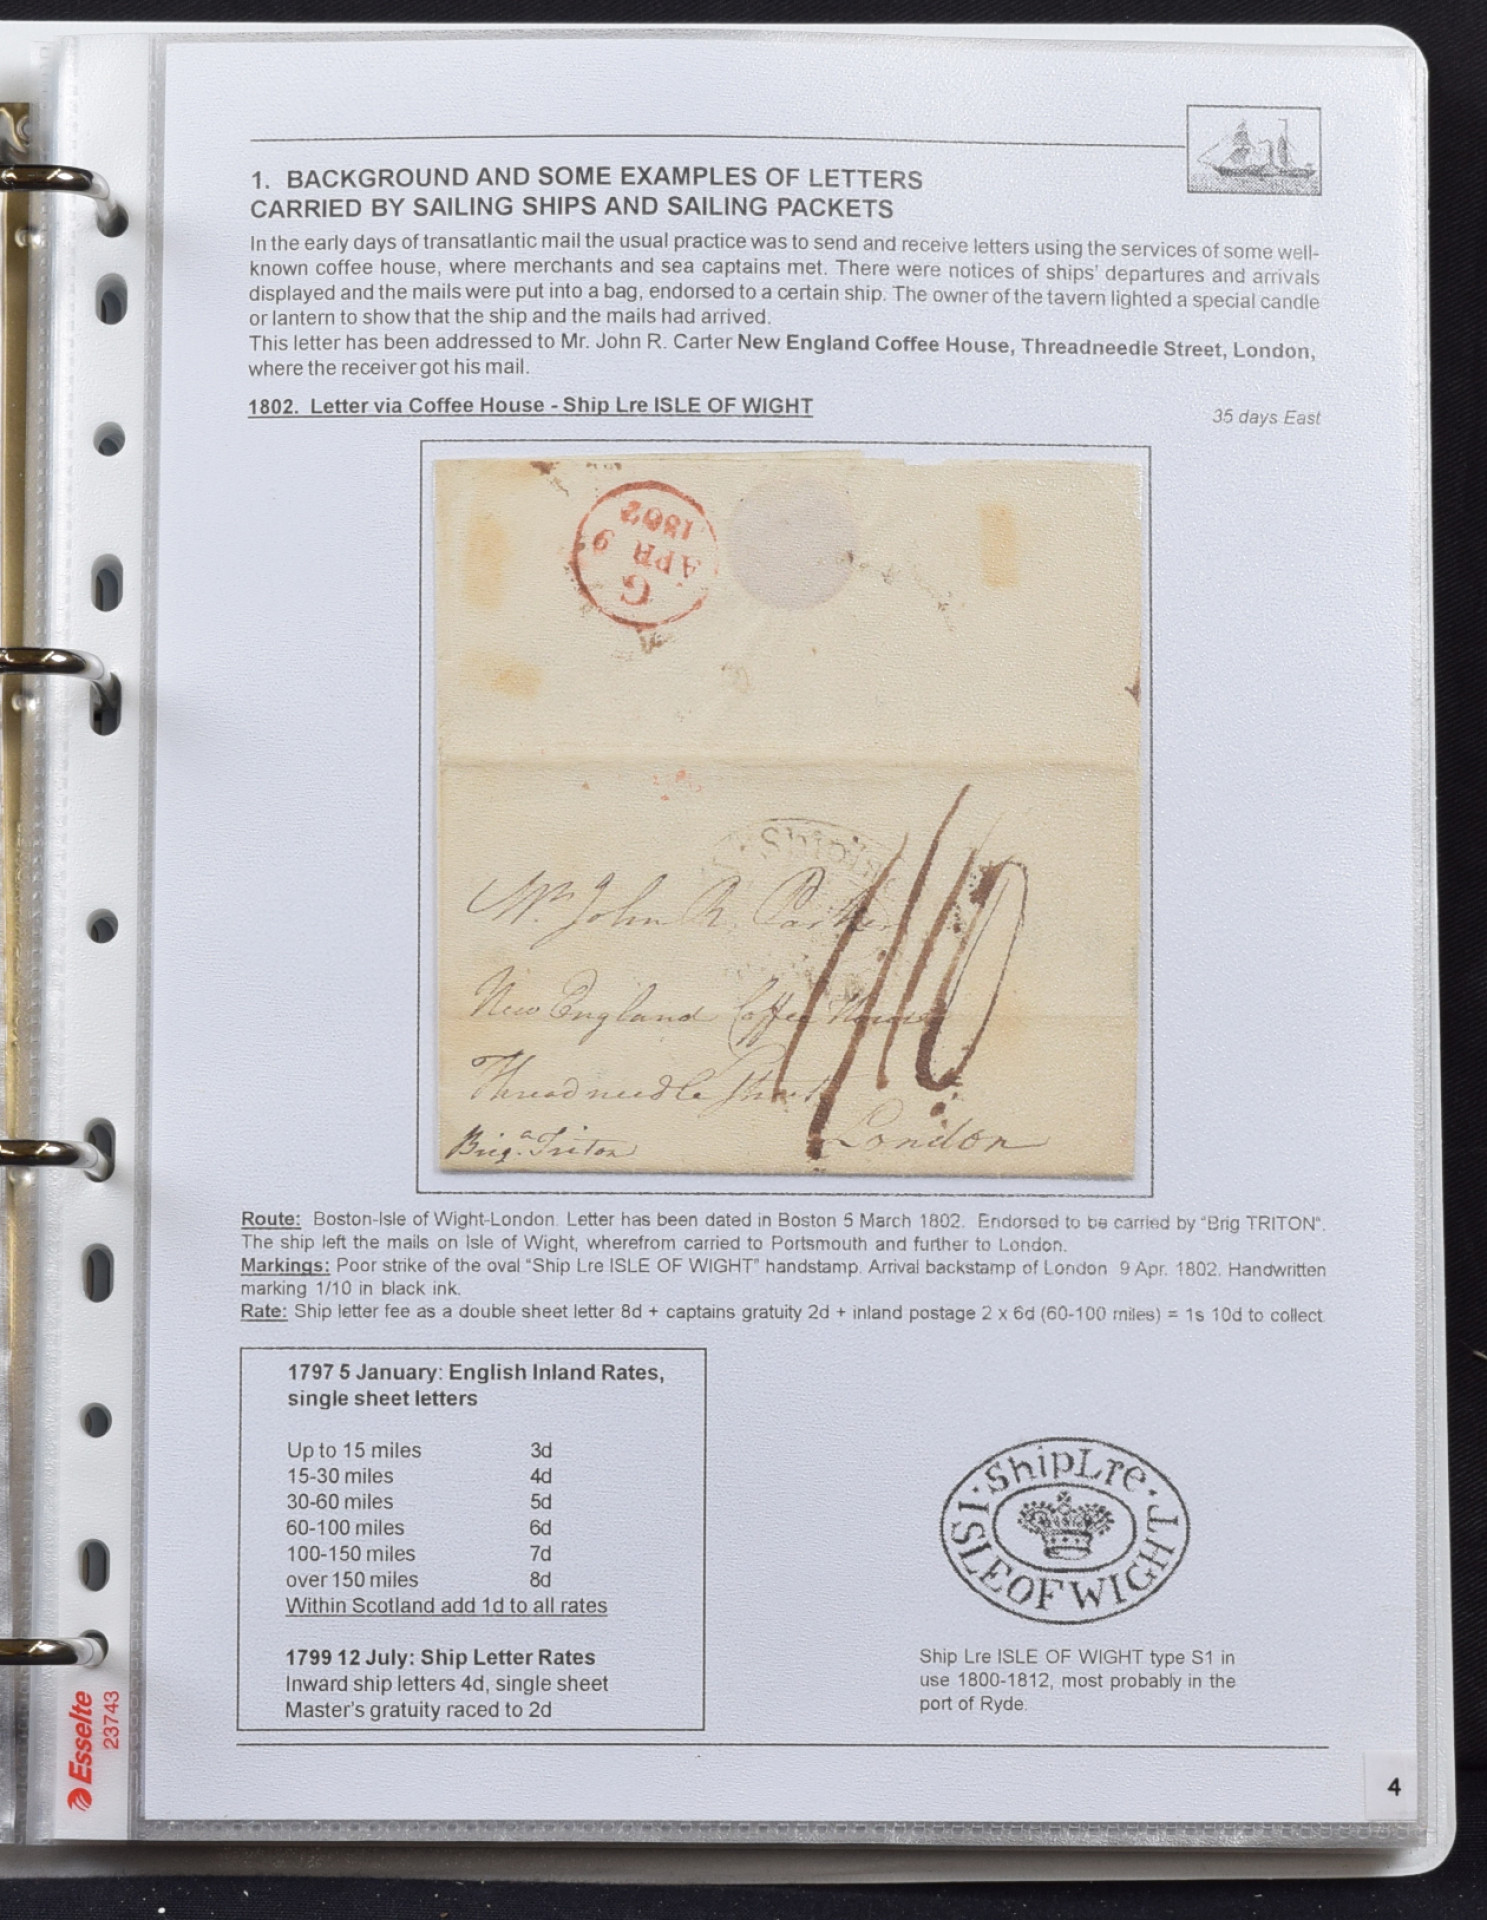 1. BACKGROUND AND SOME EXAMPLES OF LETTERS
CARRIED BY SAILING SHIPS AND SAILING PACKETS
In the early days of transatlantic mail the usual practice was to send and receive letters using the services of some well-
known coffee house, where merchants and sea captains met. There were notices of ships' departures and arrivals
displayed and the mails were put into a bag, endorsed to a certain ship. The owner of the tavern lighted a special candle
or lantern to show that the ship and the mails had arrived.
This letter has been addressed to Mr. John R. Carter New England Coffee House, Threadneedle Street, London,
where the receiver got his mail.
1802. Letter via Coffee House - Ship Lre ISLE OF WIGHT
35 days East
G
APR 9
1802
Ship
Mr. John R.
New England Coffee House
Threadneedle Street
London
Brig.a Triton
1/10
Route: Boston-Isle of Wight-London. Letter has been dated in Boston 5 March 1802. Endorsed to be carried by "Brig TRITON".
The ship left the mails on Isle of Wight, wherefrom carried to Portsmouth and further to London.
Markings: Poor strike of the oval "Ship Lre ISLE OF WIGHT" handstamp. Arrival backstamp of London 9 Apr. 1802. Handwritten
marking 1/10 in black ink.
Rate: Ship letter fee as a double sheet letter 8d + captains gratuity 2d + inland postage 2 x 6d (60-100 miles) = 1s 10d to collect
1797 5 January: English Inland Rates,
single sheet letters
Up to 15 miles 3d
15-30 miles 4d
30-60 miles 5d
60-100 miles 6d
100-150 miles 7d
over 150 miles 8d
Within Scotland add 1d to all rates
1799 12 July: Ship Letter Rates
Inward ship letters 4d, single sheet
Master's gratuity raced to 2d
·ShipLre·
ISLE OF WIGHT
Ship Lre ISLE OF WIGHT type S1 in
use 1800-1812, most probably in the
port of Ryde.
4
Esselte
23743